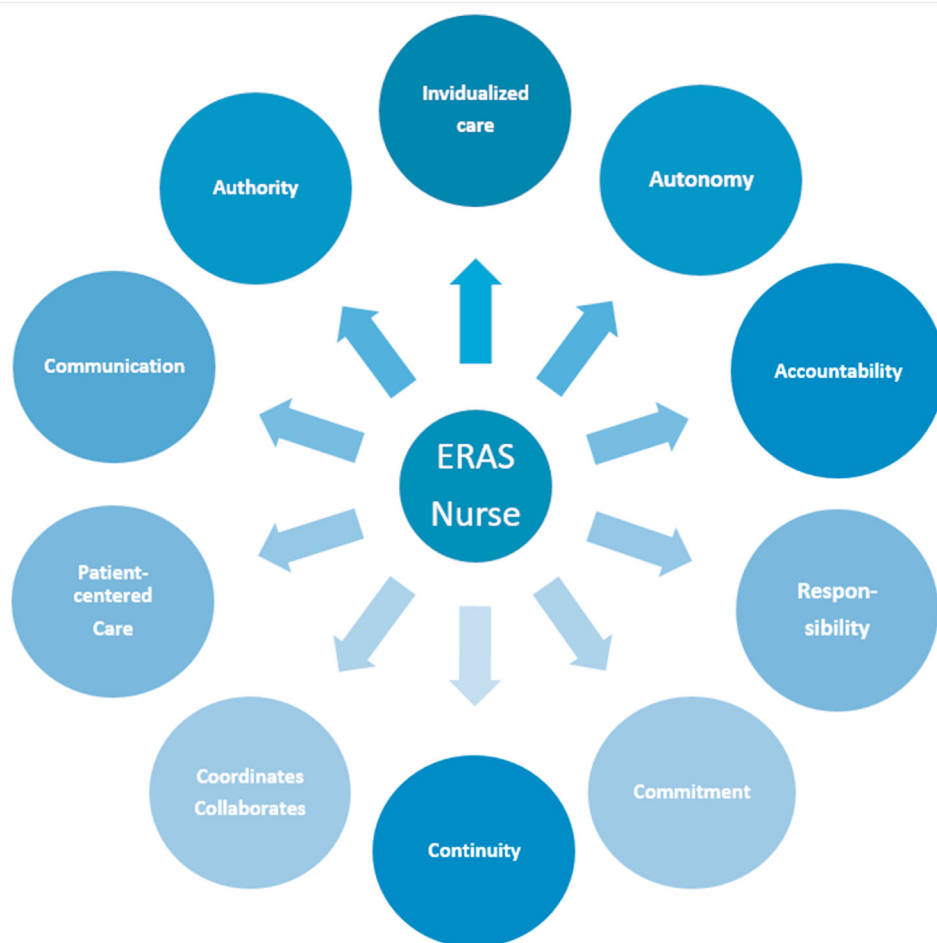 Invidualized
care
Authority
Autonomy
Communication
Accountability
ERAS
Nurse
Patient-
centered
Care
Respon-
sibility
Coordinates
Collaborates
Commitment
Continuity